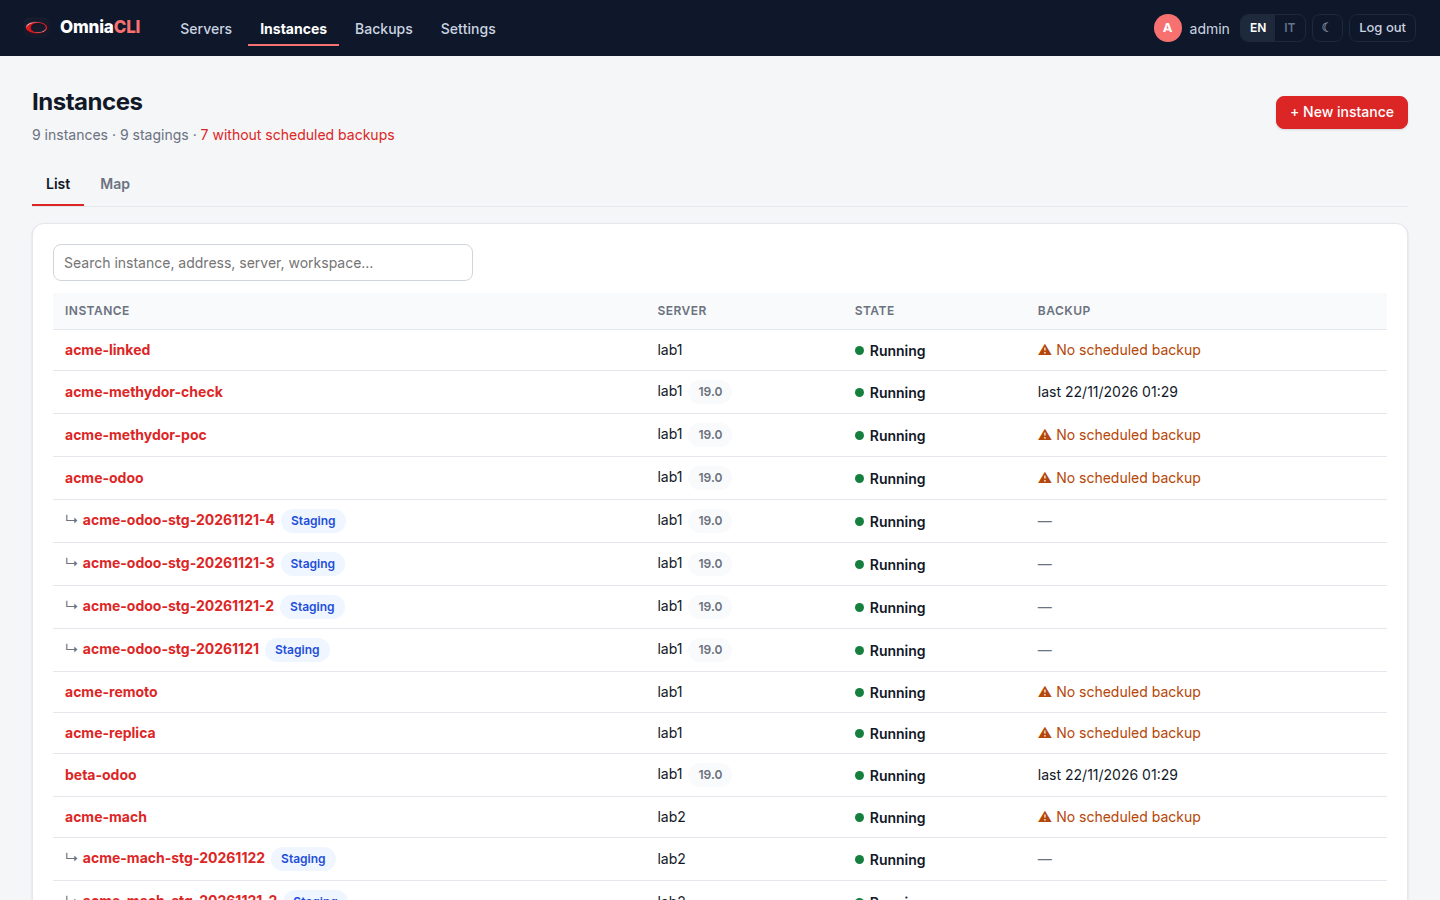 OmniaCLI Servers Instances Backups Settings A admin EN IT ☾ Log out
Instances
+ New instance
9 instances · 9 stagings · 7 without scheduled backups
List Map
Search instance, address, server, workspace...
INSTANCE SERVER STATE BACKUP
acme-linked lab1 Running ⚠ No scheduled backup
acme-methydor-check lab1 19.0 Running last 22/11/2026 01:29
acme-methydor-poc lab1 19.0 Running ⚠ No scheduled backup
acme-odoo lab1 19.0 Running ⚠ No scheduled backup
↳ acme-odoo-stg-20261121-4 Staging lab1 19.0 Running —
↳ acme-odoo-stg-20261121-3 Staging lab1 19.0 Running —
↳ acme-odoo-stg-20261121-2 Staging lab1 19.0 Running —
↳ acme-odoo-stg-20261121 Staging lab1 19.0 Running —
acme-remoto lab1 Running ⚠ No scheduled backup
acme-replica lab1 Running ⚠ No scheduled backup
beta-odoo lab1 19.0 Running last 22/11/2026 01:29
acme-mach lab2 Running ⚠ No scheduled backup
↳ acme-mach-stg-20261122 Staging lab2 Running —